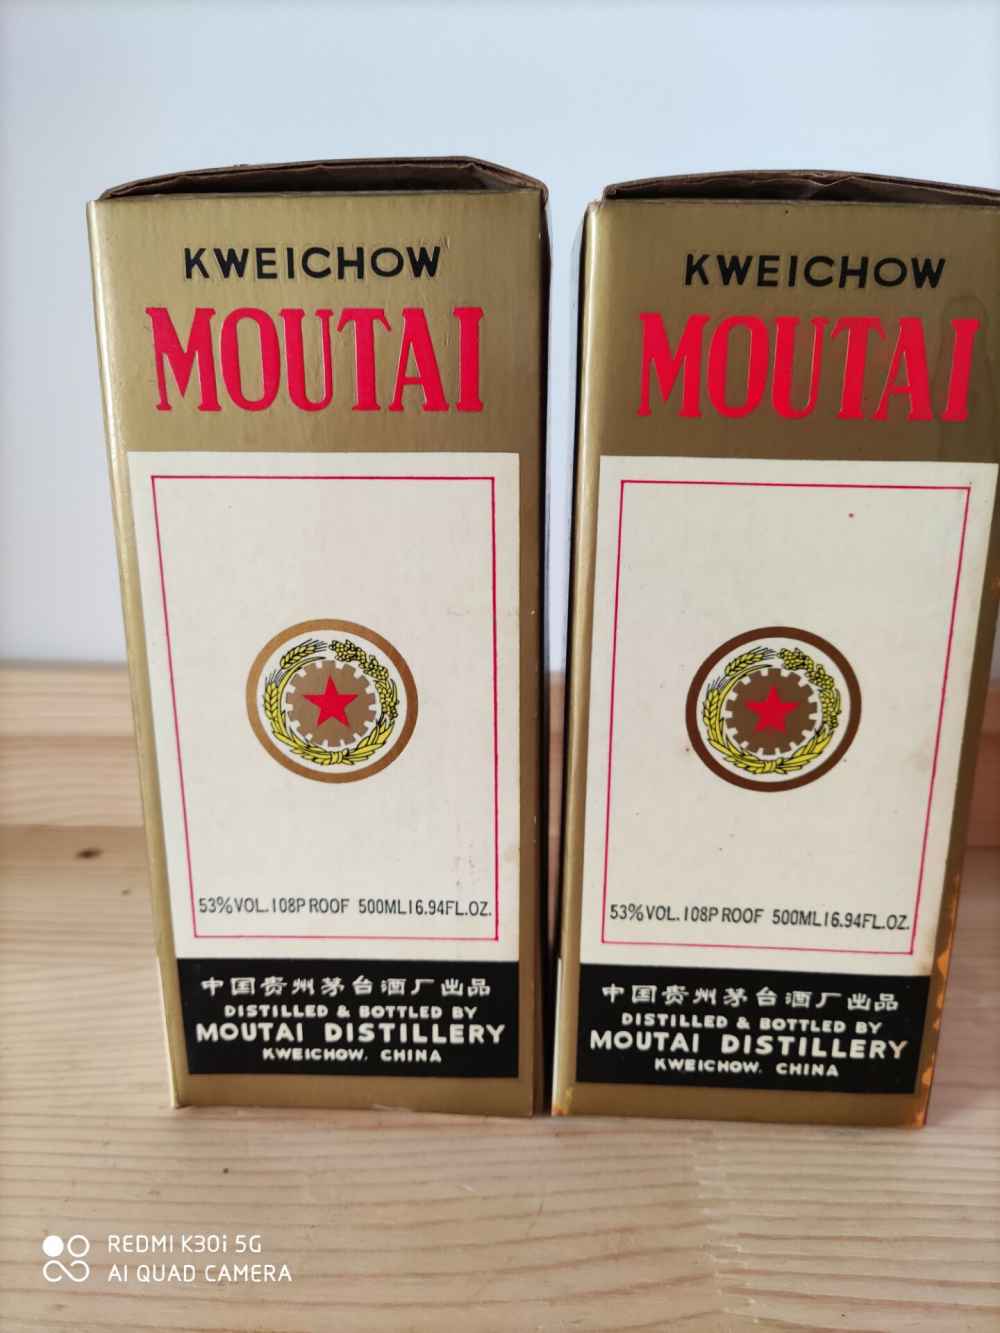 KWEICHOW
MOUTAI
53%VOL.108PROOF 500ML16.94FL.OZ.
中国贵州茅台酒厂出品
DISTILLED & BOTTLED BY
MOUTAI DISTILLERY
KWEICHOW, CHINA
KWEICHOW
MOUTAI
53%VOL.108PROOF 500ML16.94FL.OZ.
中国贵州茅台酒厂出品
DISTILLED & BOTTLED BY
MOUTAI DISTILLERY
KWEICHOW, CHINA
REDMI K30i 5G
AI QUAD CAMERA